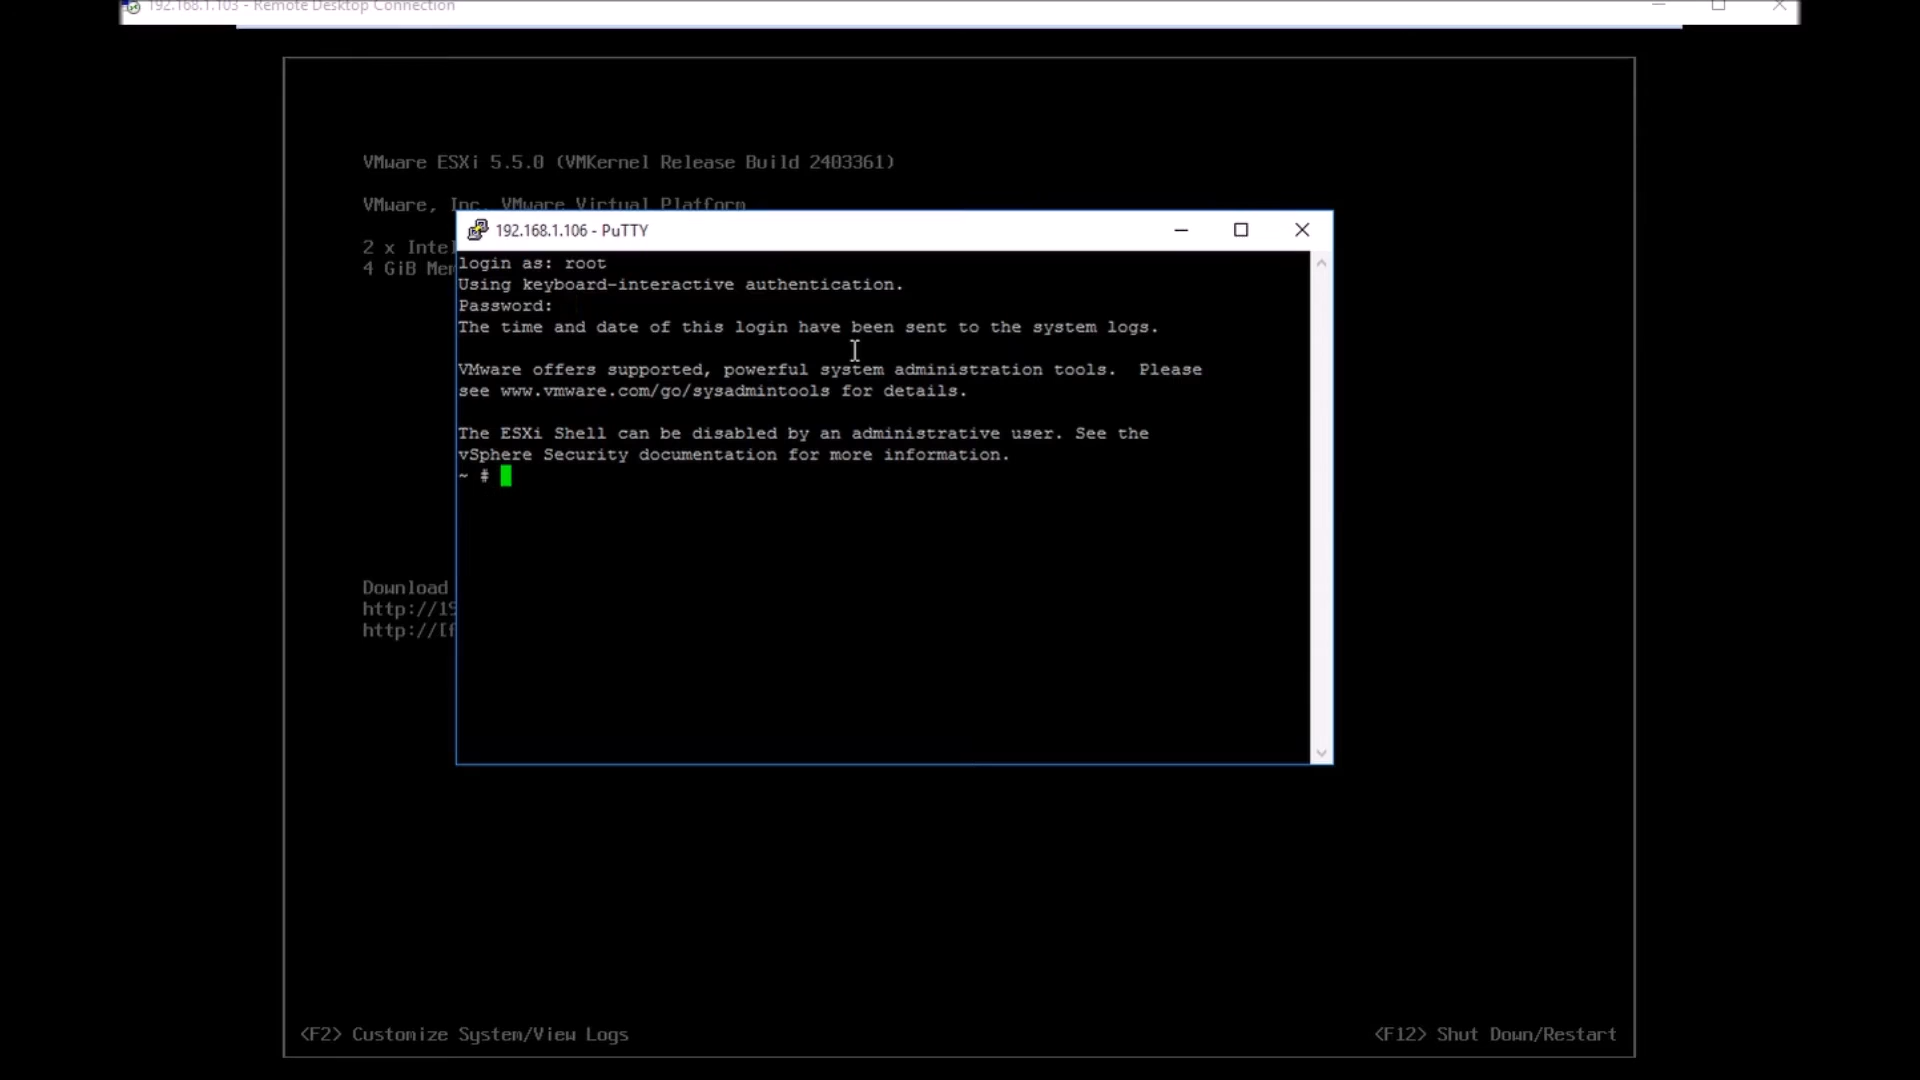 192.168.1.103 - Remote Desktop Connection
VMware ESXi 5.5.0 (VMKernel Release Build 2403361)
VMware, Inc. VMware Virtual Platform
2 x Inte
4 GiB Mem
192.168.1.106 - PuTTY
login as: root
Using keyboard-interactive authentication.
Password:
The time and date of this login have been sent to the system logs.
VMware offers supported, powerful system administration tools.  Please
see www.vmware.com/go/sysadmintools for details.
The ESXi Shell can be disabled by an administrative user. See the
vSphere Security documentation for more information.
~ #
Download
http://19
http://[f
<F2> Customize System/View Logs
<F12> Shut Down/Restart